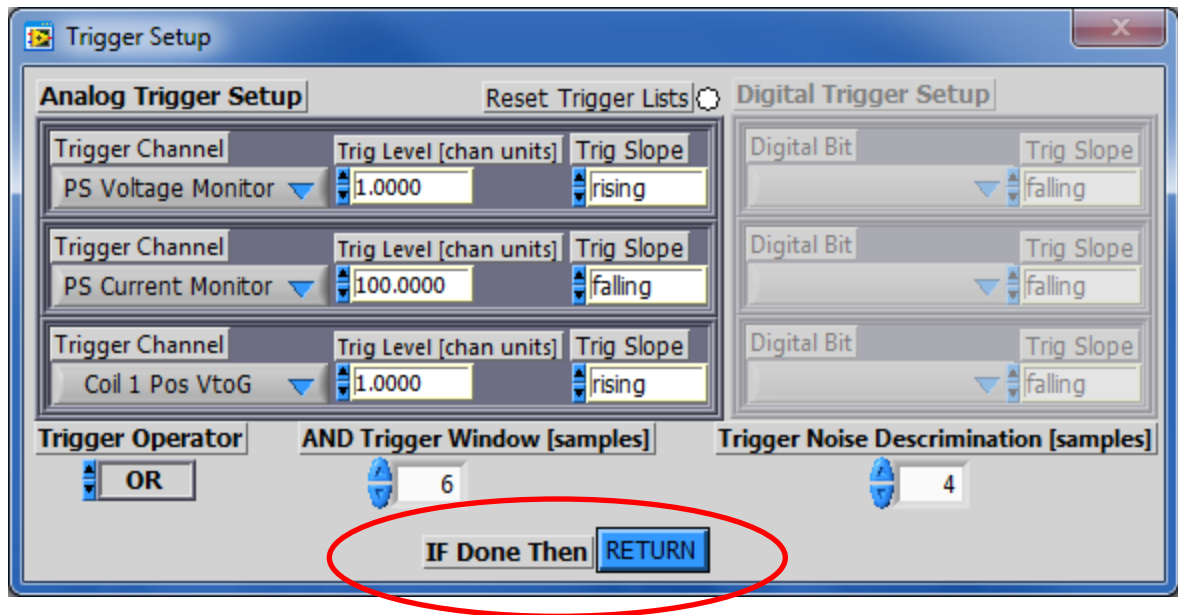 Trigger Setup
Analog Trigger Setup Reset Trigger Lists Digital Trigger Setup
Trigger Channel Trig Level [chan units] Trig Slope Digital Bit Trig Slope
PS Voltage Monitor 1.0000 rising falling
Trigger Channel Trig Level [chan units] Trig Slope Digital Bit Trig Slope
PS Current Monitor 100.0000 falling falling
Trigger Channel Trig Level [chan units] Trig Slope Digital Bit Trig Slope
Coil 1 Pos VtoG 1.0000 rising falling
Trigger Operator AND Trigger Window [samples] Trigger Noise Descrimination [samples]
OR 6 4
IF Done Then RETURN